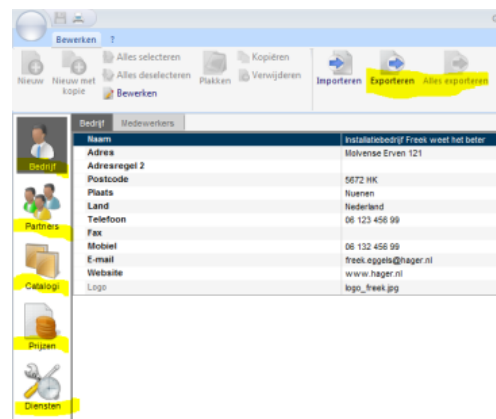 Bewerken ?
Nieuw
Nieuw met kopie
Alles selecteren
Alles deselecteren
Bewerken
Plakken
Kopiëren
Verwijderen
Importeren
Exporteren
Alles exporteren
Bedrijf
Partners
Catalogi
Prijzen
Diensten
Bedrijf Medewerkers
Naam Installatiebedrijf Freek weet het beter
Adres Molvense Erven 121
Adresregel 2
Postcode 5672 HK
Plaats Nuenen
Land Nederland
Telefoon 06 123 456 99
Fax
Mobiel 06 132 456 99
E-mail freek.eggels@hager.nl
Website www.hager.nl
Logo logo_freek.jpg